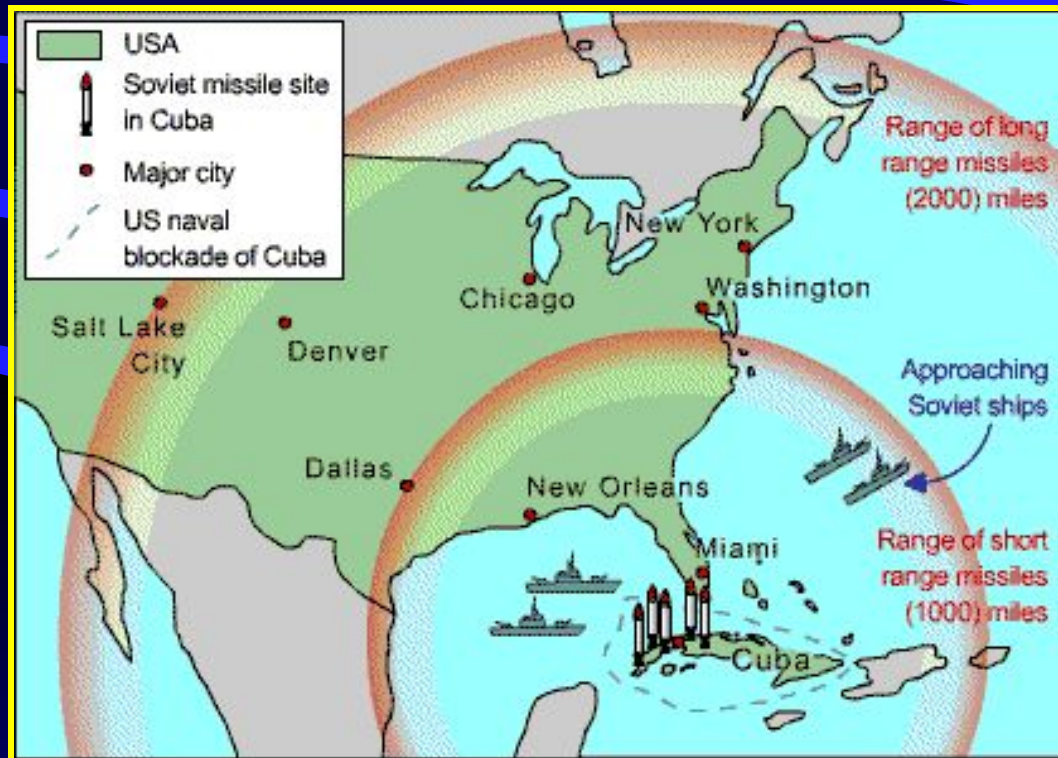 USA
Soviet missile site
in Cuba
Major city
US naval
blockade of Cuba
Range of long
range missiles
(2000) miles
New York
Chicago
Washington
Salt Lake
City
Denver
Approaching
Soviet ships
Dallas
New Orleans
Miami
Range of short
range missiles
(1000) miles
Cuba